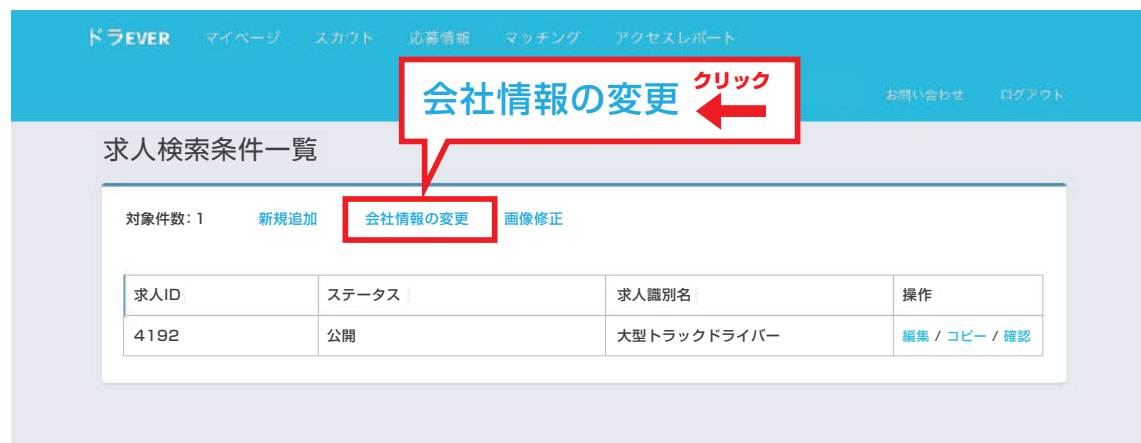 ドラEVER マイページ スカウト 応募情報 マッチング アクセスレポート
会社情報の変更 クリック
お問い合わせ ログアウト
求人検索条件一覧
対象件数：1 新規追加 会社情報の変更 画像修正
求人ID ステータス 求人識別名 操作
4192 公開 大型トラックドライバー 編集 / コピー / 確認